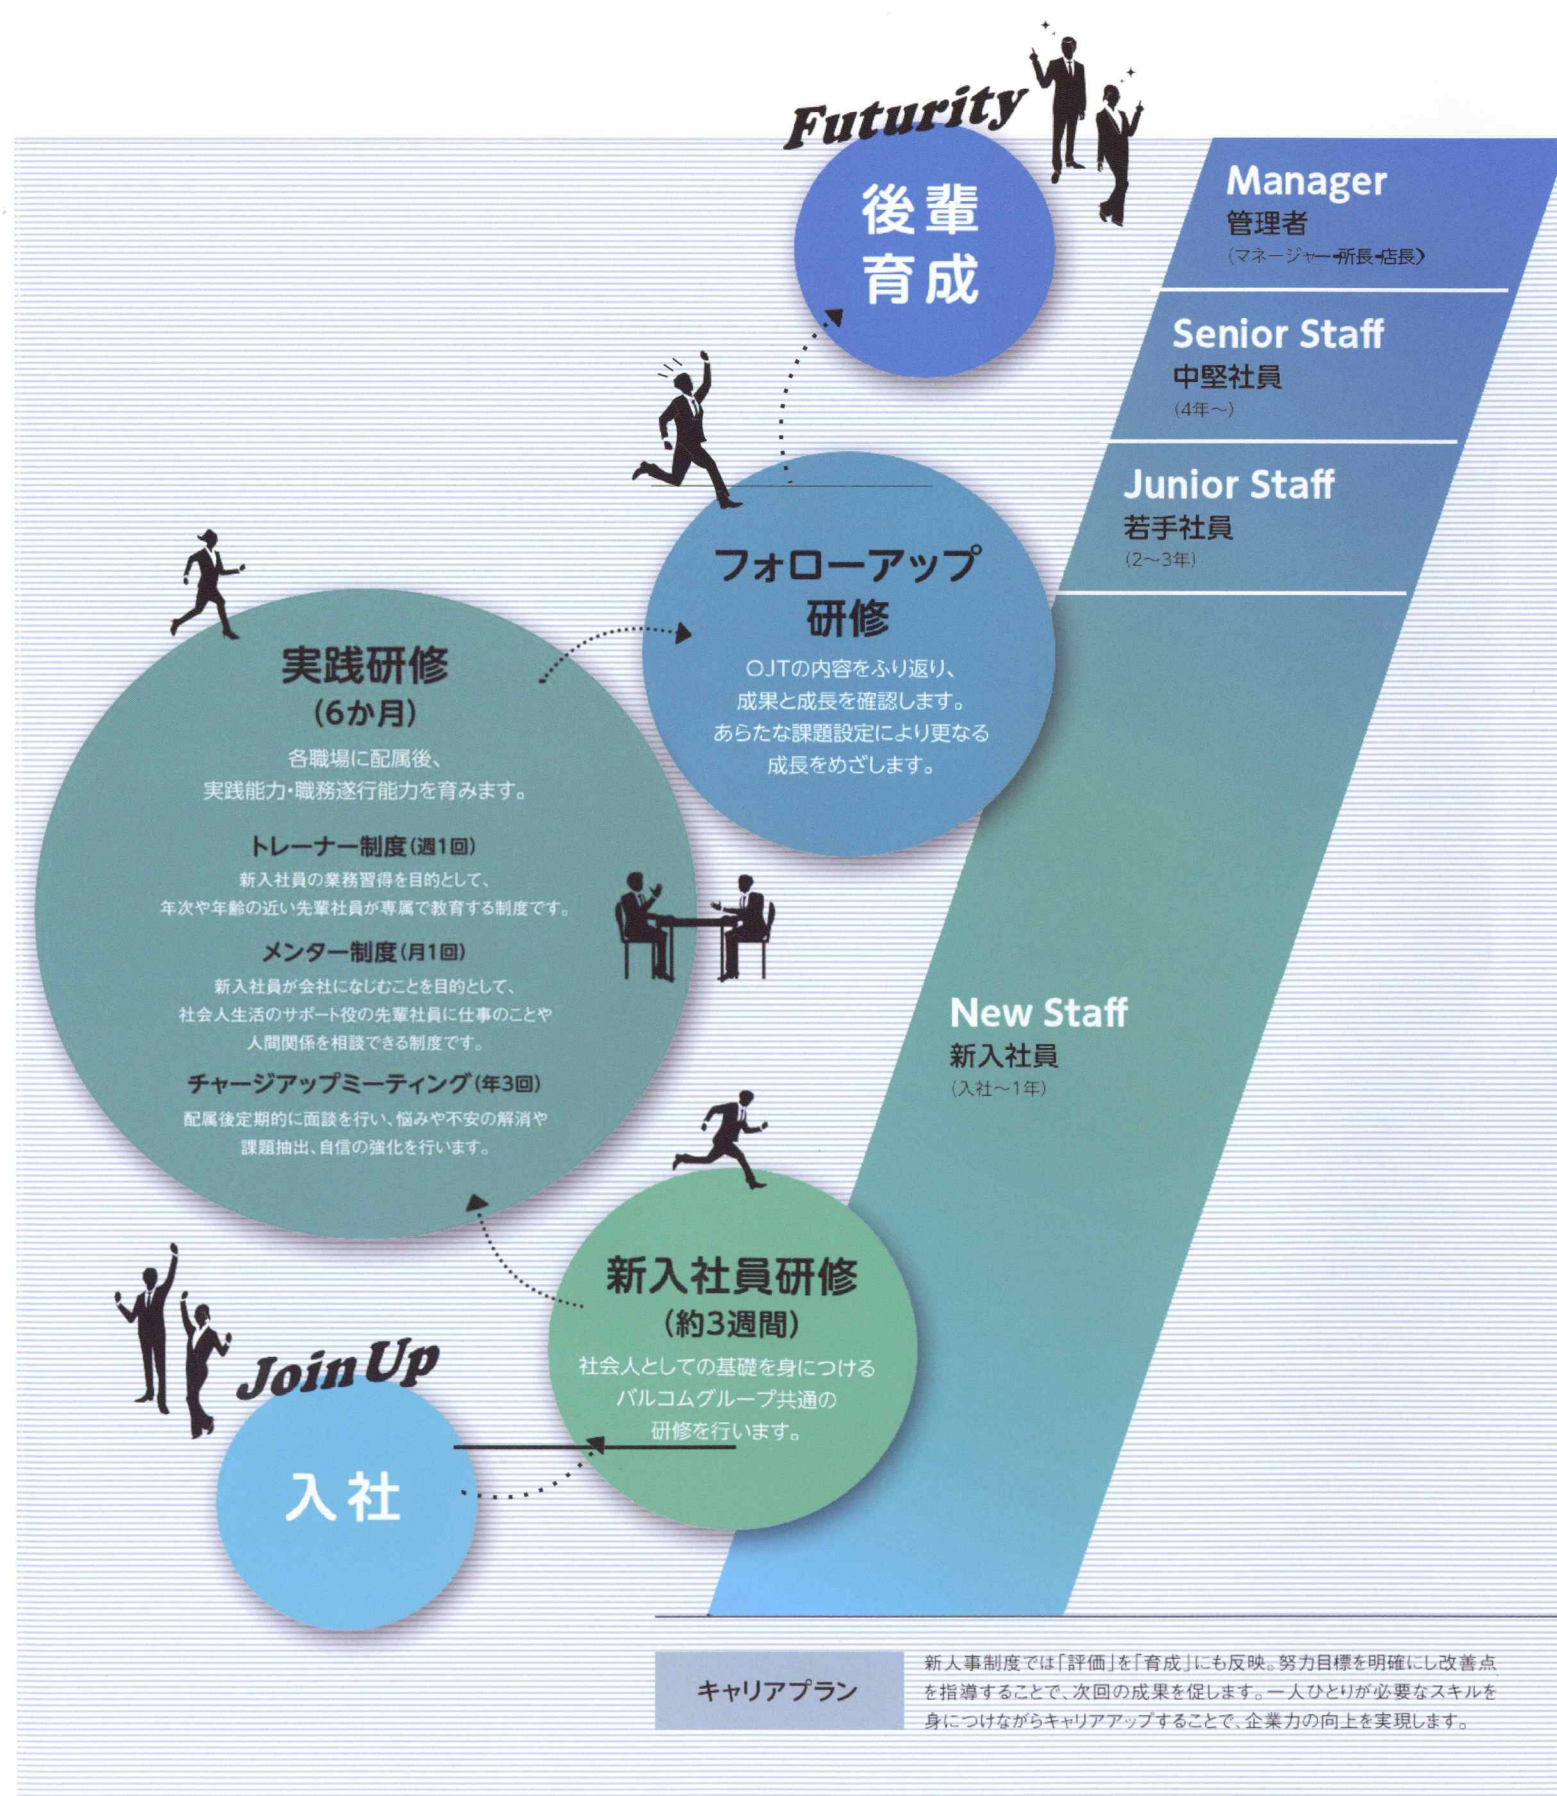 Futurity
後輩
育成
Manager
管理者
(マネージャー・所長・店長)
Senior Staff
中堅社員
(4年～)
Junior Staff
若手社員
(2～3年)
フォローアップ
研修
OJTの内容をふり返り、
成果と成長を確認します。
あらたな課題設定により更なる
成長をめざします。
実践研修
(6か月)
各職場に配属後、
実践能力・職務遂行能力を育みます。
トレーナー制度(週1回)
新入社員の業務習得を目的として、
年次や年齢の近い先輩社員が専属で教育する制度です。
メンター制度(月1回)
新入社員が会社になじむことを目的として、
社会人生活のサポート役の先輩社員に仕事のことや
人間関係を相談できる制度です。
チャージアップミーティング(年3回)
配属後定期的に面談を行い、悩みや不安の解消や
課題抽出、自信の強化を行います。
New Staff
新入社員
(入社～1年)
新入社員研修
(約3週間)
社会人としての基礎を身につける
バルコムグループ共通の
研修を行います。
Join Up
入社
キャリアプラン
新人事制度では「評価」を「育成」にも反映。努力目標を明確にし改善点
を指導することで、次回の成果を促します。一人ひとりが必要なスキルを
身につけながらキャリアアップすることで、企業力の向上を実現します。